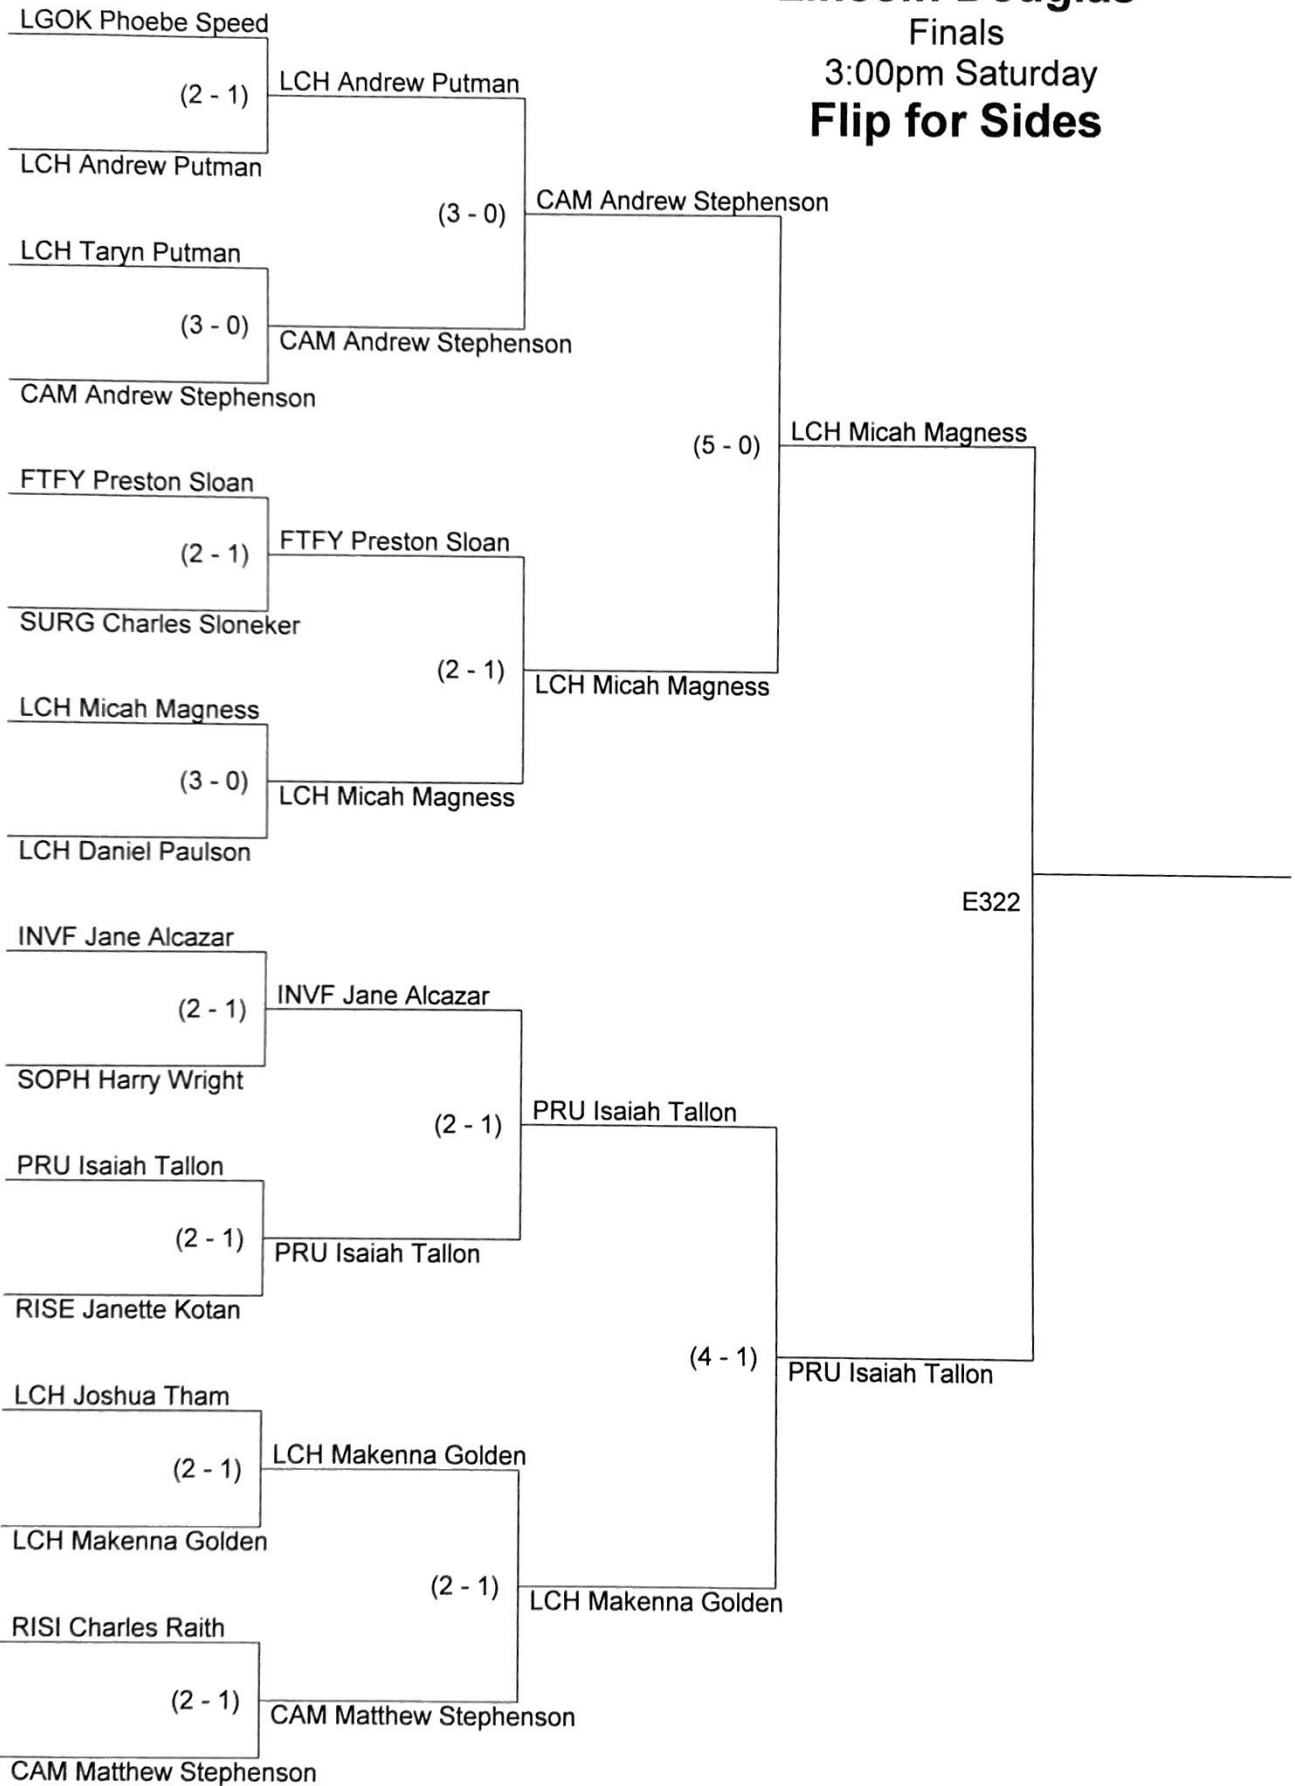 Finals
3:00pm Saturday
Flip for Sides
LGOK Phoebe Speed
(2 - 1)
LCH Andrew Putman
LCH Andrew Putman
(3 - 0)
CAM Andrew Stephenson
LCH Taryn Putman
(3 - 0)
CAM Andrew Stephenson
CAM Andrew Stephenson
(5 - 0)
LCH Micah Magness
FTFY Preston Sloan
(2 - 1)
FTFY Preston Sloan
SURG Charles Sloneker
(2 - 1)
LCH Micah Magness
LCH Micah Magness
(3 - 0)
LCH Micah Magness
LCH Daniel Paulson
E322
INVF Jane Alcazar
(2 - 1)
INVF Jane Alcazar
SOPH Harry Wright
(2 - 1)
PRU Isaiah Tallon
PRU Isaiah Tallon
(2 - 1)
PRU Isaiah Tallon
RISE Janette Kotan
(4 - 1)
PRU Isaiah Tallon
LCH Joshua Tham
(2 - 1)
LCH Makenna Golden
LCH Makenna Golden
(2 - 1)
LCH Makenna Golden
RISI Charles Raith
(2 - 1)
CAM Matthew Stephenson
CAM Matthew Stephenson